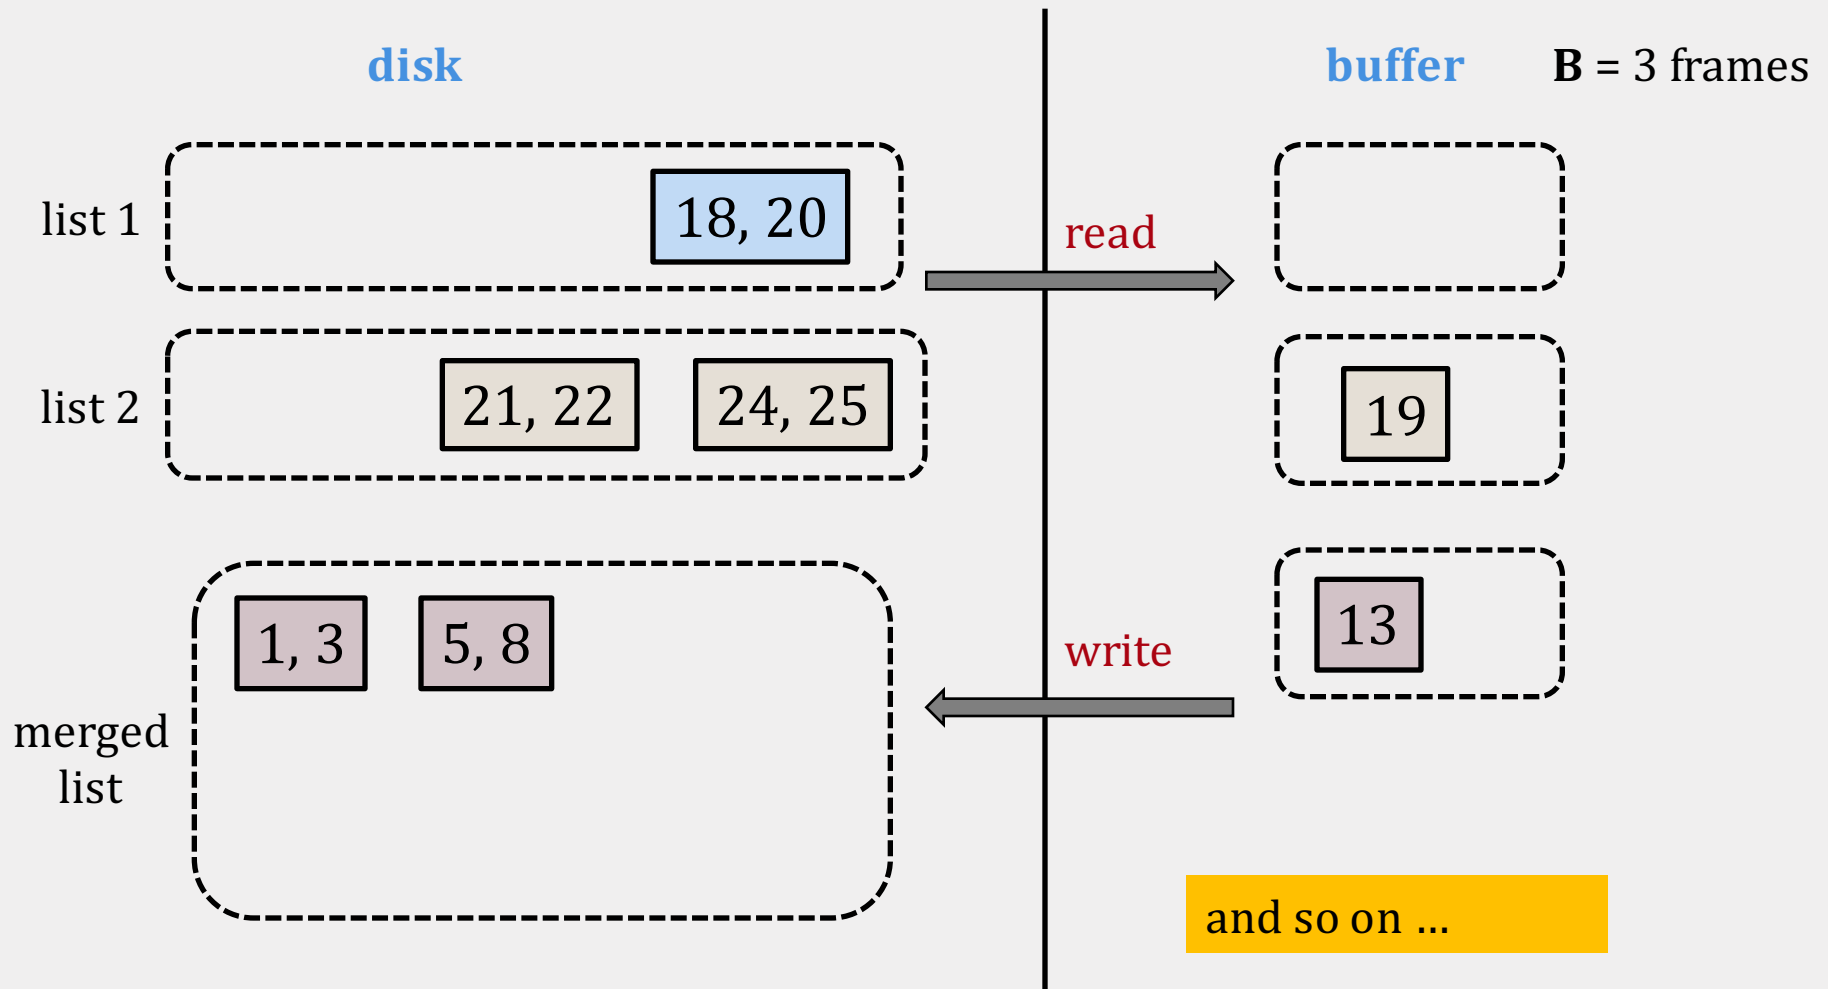 disk
buffer
B = 3 frames
list 1
18, 20
read
list 2
21, 22
24, 25
19
1, 3
5, 8
write
13
merged
list
and so on ...